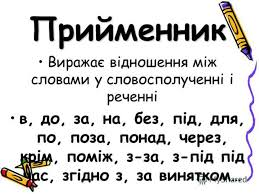 Прийменник
• Виражає відношення між
словами у словосполученні і
реченні
• в, до, за, на, без, під, для,
по, поза, понад, через,
крім, поміж, з–за, з–під під
час, згідно з, за винятком